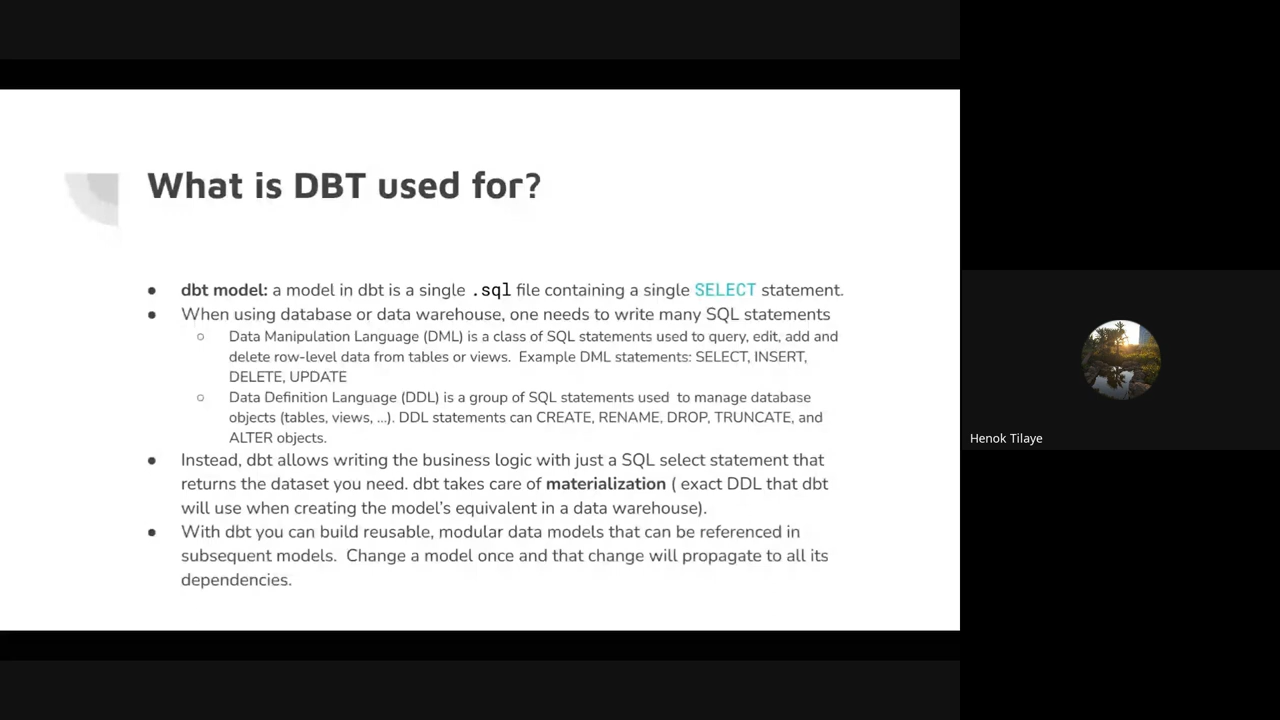 What is DBT used for?
● dbt model: a model in dbt is a single .sql file containing a single SELECT statement.
● When using database or data warehouse, one needs to write many SQL statements
○ Data Manipulation Language (DML) is a class of SQL statements used to query, edit, add and
delete row-level data from tables or views. Example DML statements: SELECT, INSERT,
DELETE, UPDATE
○ Data Definition Language (DDL) is a group of SQL statements used to manage database
objects (tables, views, ...). DDL statements can CREATE, RENAME, DROP, TRUNCATE, and
ALTER objects.
● Instead, dbt allows writing the business logic with just a SQL select statement that
returns the dataset you need. dbt takes care of materialization ( exact DDL that dbt
will use when creating the model's equivalent in a data warehouse).
● With dbt you can build reusable, modular data models that can be referenced in
subsequent models. Change a model once and that change will propagate to all its
dependencies.
Henok Tilaye